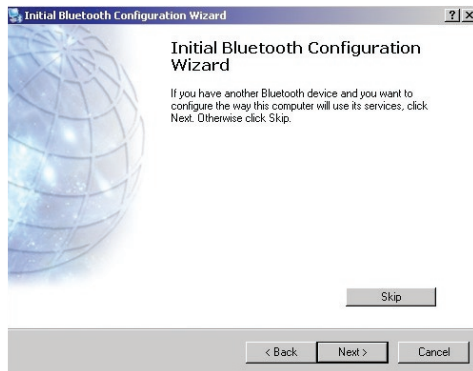 Initial Bluetooth Configuration Wizard
Initial Bluetooth Configuration
Wizard
If you have another Bluetooth device and you want to
configure the way this computer will use its services, click
Next. Otherwise click Skip.
Skip
< Back Next > Cancel